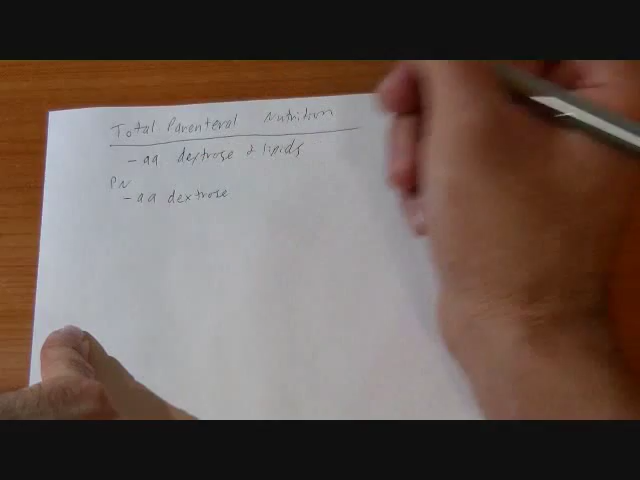 Total Parenteral Nutrition
- aa dextrose & lipids
PN
- aa dextrose